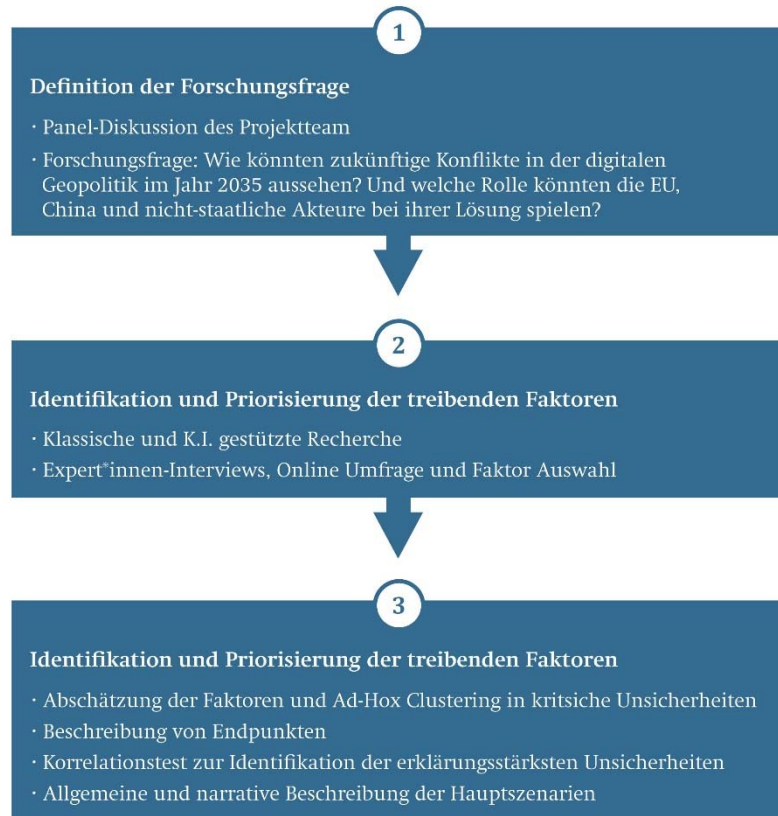 1
Definition der Forschungsfrage
· Panel-Diskussion des Projektteam
· Forschungsfrage: Wie könnten zukünftige Konflikte in der digitalen
Geopolitik im Jahr 2035 aussehen? Und welche Rolle könnten die EU,
China und nicht-staatliche Akteure bei ihrer Lösung spielen?
2
Identifikation und Priorisierung der treibenden Faktoren
· Klassische und K.I. gestützte Recherche
· Expert*innen-Interviews, Online Umfrage und Faktor Auswahl
3
Identifikation und Priorisierung der treibenden Faktoren
· Abschätzung der Faktoren und Ad-Hox Clustering in kritsiche Unsicherheiten
· Beschreibung von Endpunkten
· Korrelationstest zur Identifikation der erklärungsstärksten Unsicherheiten
· Allgemeine und narrative Beschreibung der Hauptszenarien